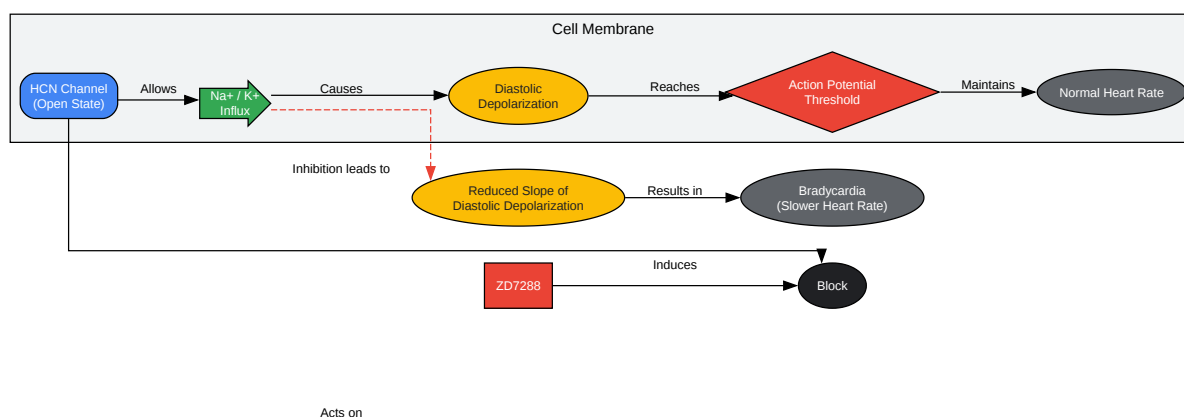 Cell Membrane
HCN Channel
(Open State)
Allows
Na+ / K+
Influx
Causes
Diastolic
Depolarization
Reaches
Action Potential
Threshold
Maintains
Normal Heart Rate
Inhibition leads to
Reduced Slope of
Diastolic Depolarization
Results in
Bradycardia
(Slower Heart Rate)
ZD7288
Induces
Block
Acts on